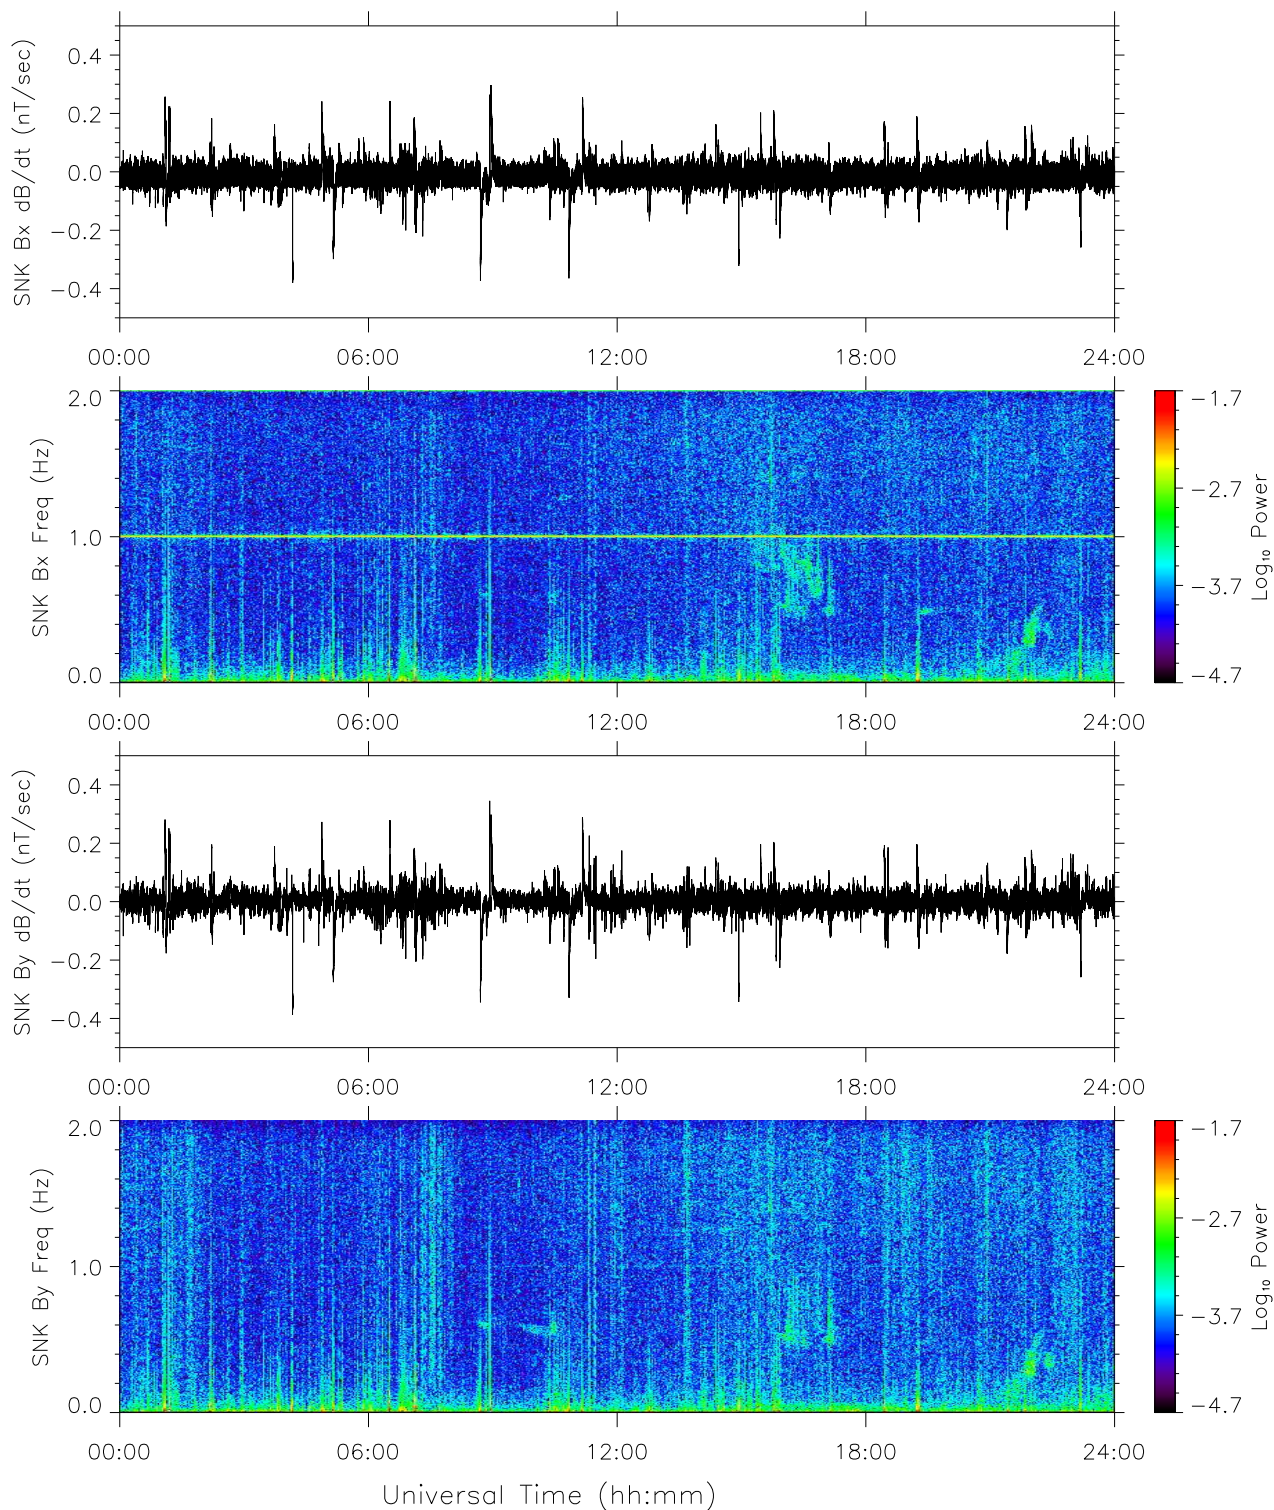 SNK Bx dB/dt (nT/sec)
0.4
0.2
0.0
−0.2
−0.4
00:00 06:00 12:00 18:00 24:00
SNK Bx Freq (Hz)
2.0
1.0
0.0
00:00 06:00 12:00 18:00 24:00
−1.7
−2.7
−3.7
−4.7
Log₁₀ Power
SNK By dB/dt (nT/sec)
0.4
0.2
0.0
−0.2
−0.4
00:00 06:00 12:00 18:00 24:00
SNK By Freq (Hz)
2.0
1.0
0.0
00:00 06:00 12:00 18:00 24:00
−1.7
−2.7
−3.7
−4.7
Log₁₀ Power
Universal Time (hh:mm)